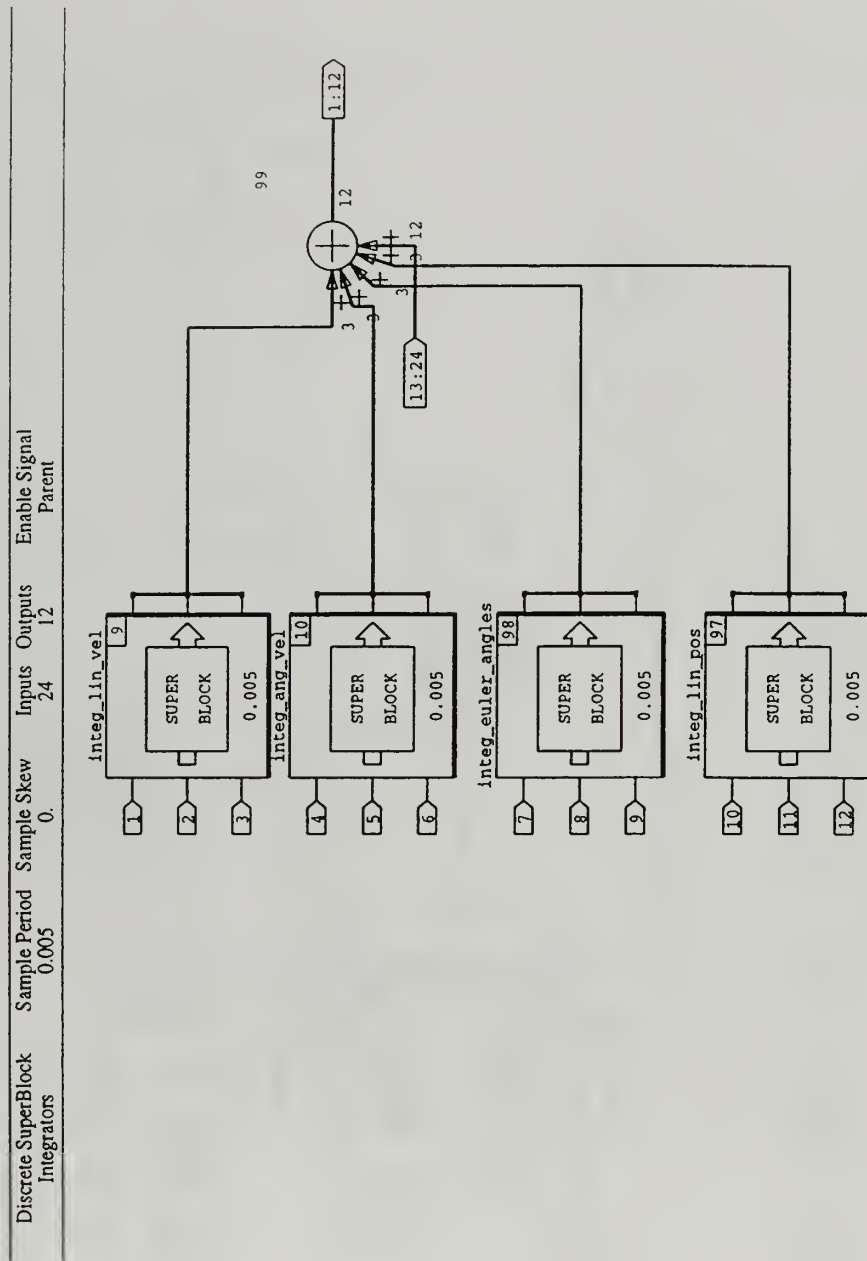 Discrete SuperBlock Sample Period Sample Skew Inputs Outputs Enable Signal
Integrators 0.005 0. 24 12 Parent
integ_lin_vel
9
1
2
3
SUPER
BLOCK
0.005
integ_ang_vel
10
4
5
6
SUPER
BLOCK
0.005
integ_euler_angles
98
7
8
9
SUPER
BLOCK
0.005
integ_lin_pos
97
10
11
12
SUPER
BLOCK
0.005
13:24
3
3
3
3
12
+
+
+
+
+
+
12
99
1:12